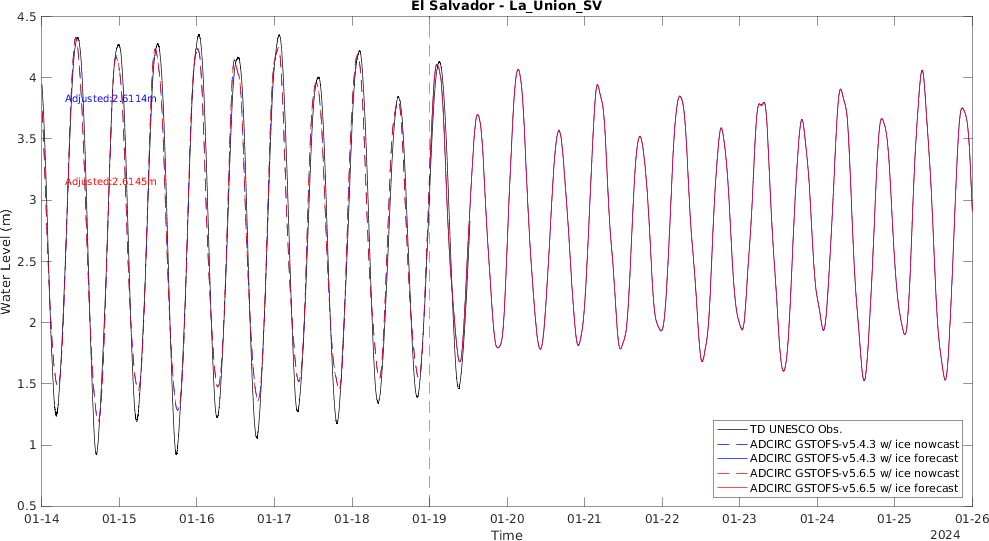 El Salvador - La_Union_SV
4.5
4
3.5
3
2.5
2
1.5
1
0.5
Water Level (m)
Adjusted:2.6114m
Adjusted:2.6145m
TD UNESCO Obs.
ADCIRC GSTOFS-v5.4.3 w/ ice nowcast
ADCIRC GSTOFS-v5.4.3 w/ ice forecast
ADCIRC GSTOFS-v5.6.5 w/ ice nowcast
ADCIRC GSTOFS-v5.6.5 w/ ice forecast
01-14 01-15 01-16 01-17 01-18 01-19 01-20 01-21 01-22 01-23 01-24 01-25 01-26
Time
2024